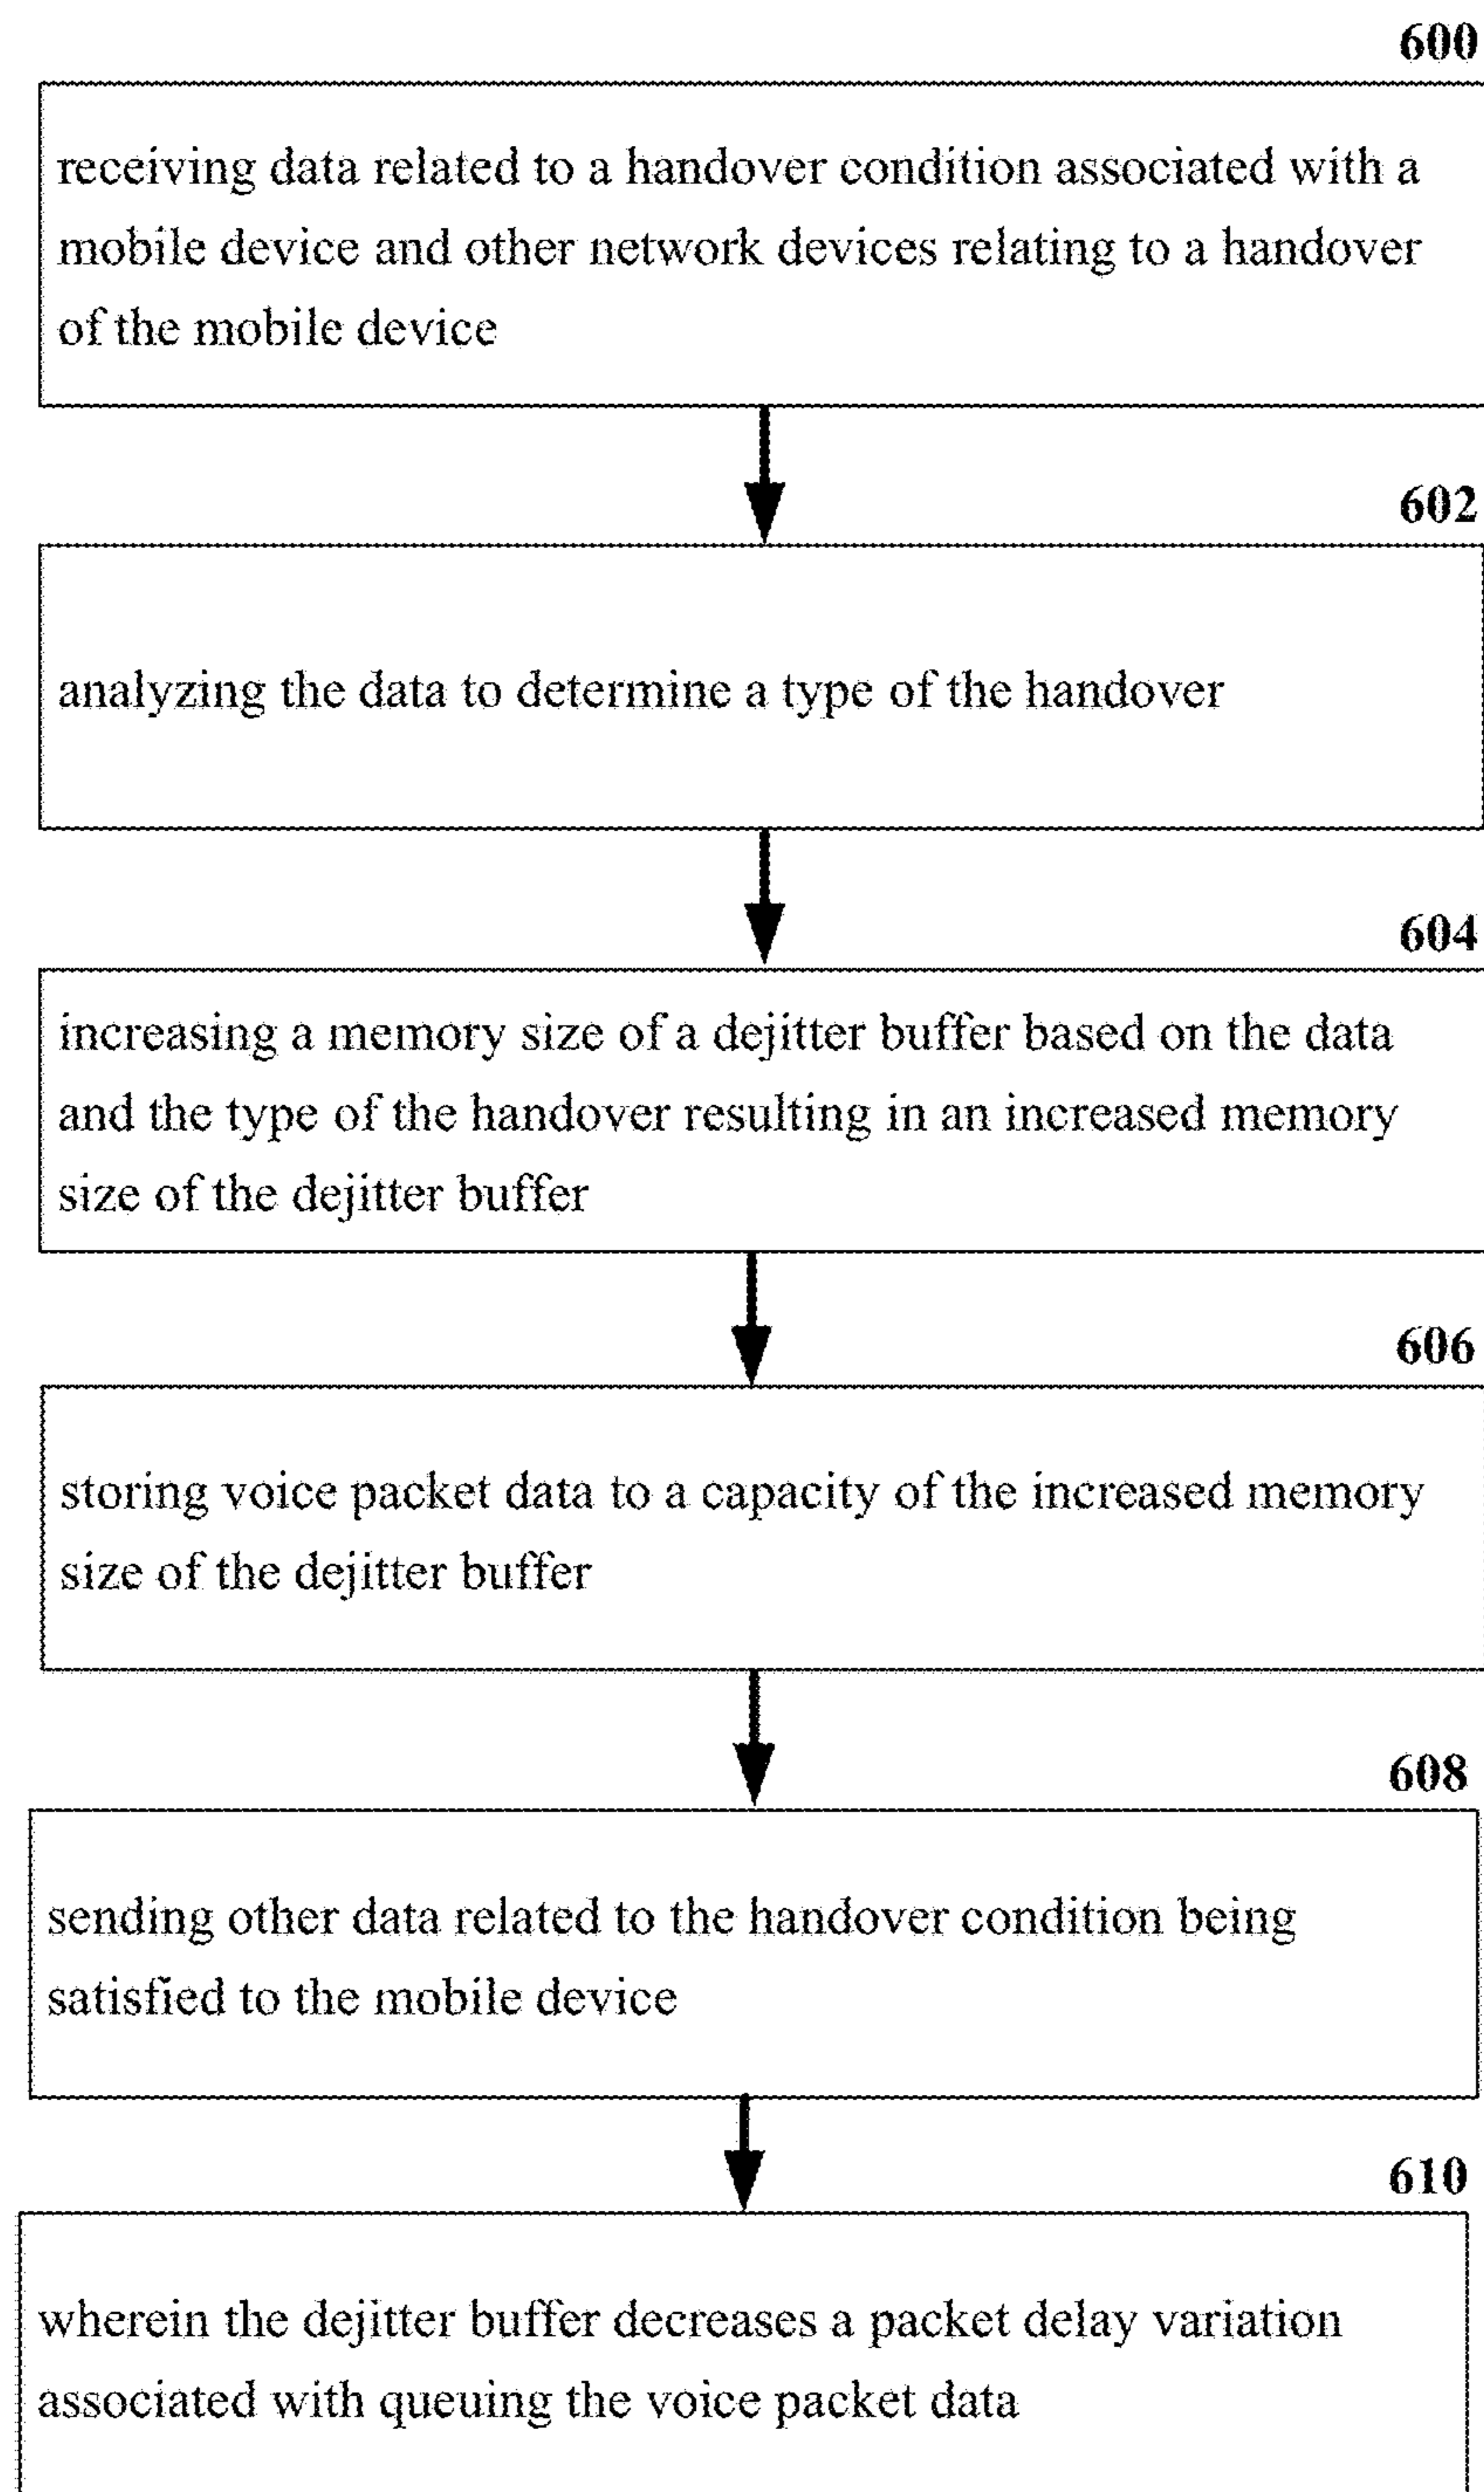 600
receiving data related to a handover condition associated with a
mobile device and other network devices relating to a handover
of the mobile device
602
analyzing the data to determine a type of the handover
604
increasing a memory size of a dejitter buffer based on the data
and the type of the handover resulting in an increased memory
size of the dejitter buffer
606
storing voice packet data to a capacity of the increased memory
size of the dejitter buffer
608
sending other data related to the handover condition being
satisfied to the mobile device
610
wherein the dejitter buffer decreases a packet delay variation
associated with queuing the voice packet data